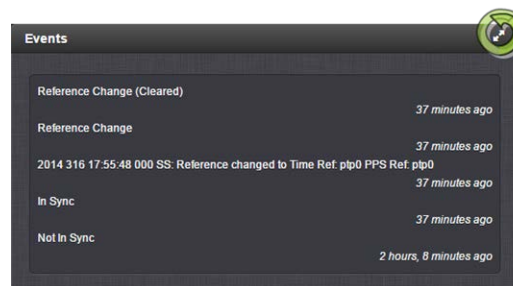 Events
Reference Change (Cleared)
37 minutes ago
Reference Change
37 minutes ago
2014 316 17:55:48 000 SS: Reference changed to Time Ref: ptp0 PPS Ref: ptp0
37 minutes ago
In Sync
37 minutes ago
Not In Sync
2 hours, 8 minutes ago